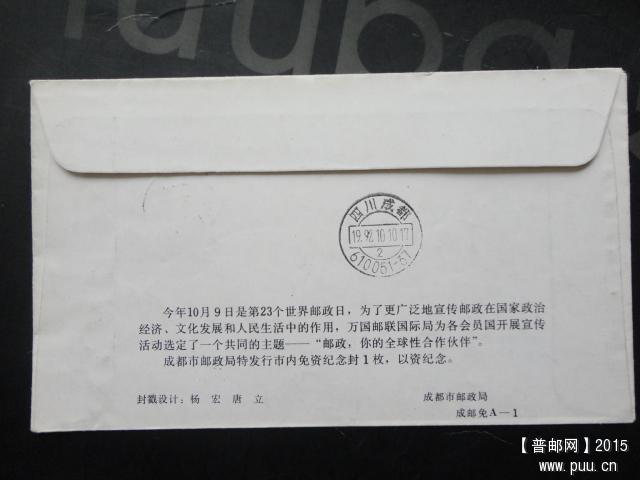 四川成都
19.92.10.10.17
2
610051-67
今年10月9日是第23个世界邮政日，为了更广泛地宣传邮政在国家政治
经济、文化发展和人民生活中的作用，万国邮联国际局为各会员国开展宣传
活动选定了一个共同的主题——“邮政，你的全球性合作伙伴”。
成都市邮政局特发行市内免资纪念封1枚，以资纪念。
封戳设计：杨 宏 唐 立
成都市邮政局
成邮免A—1
【普邮网】2015
www.puu.cn